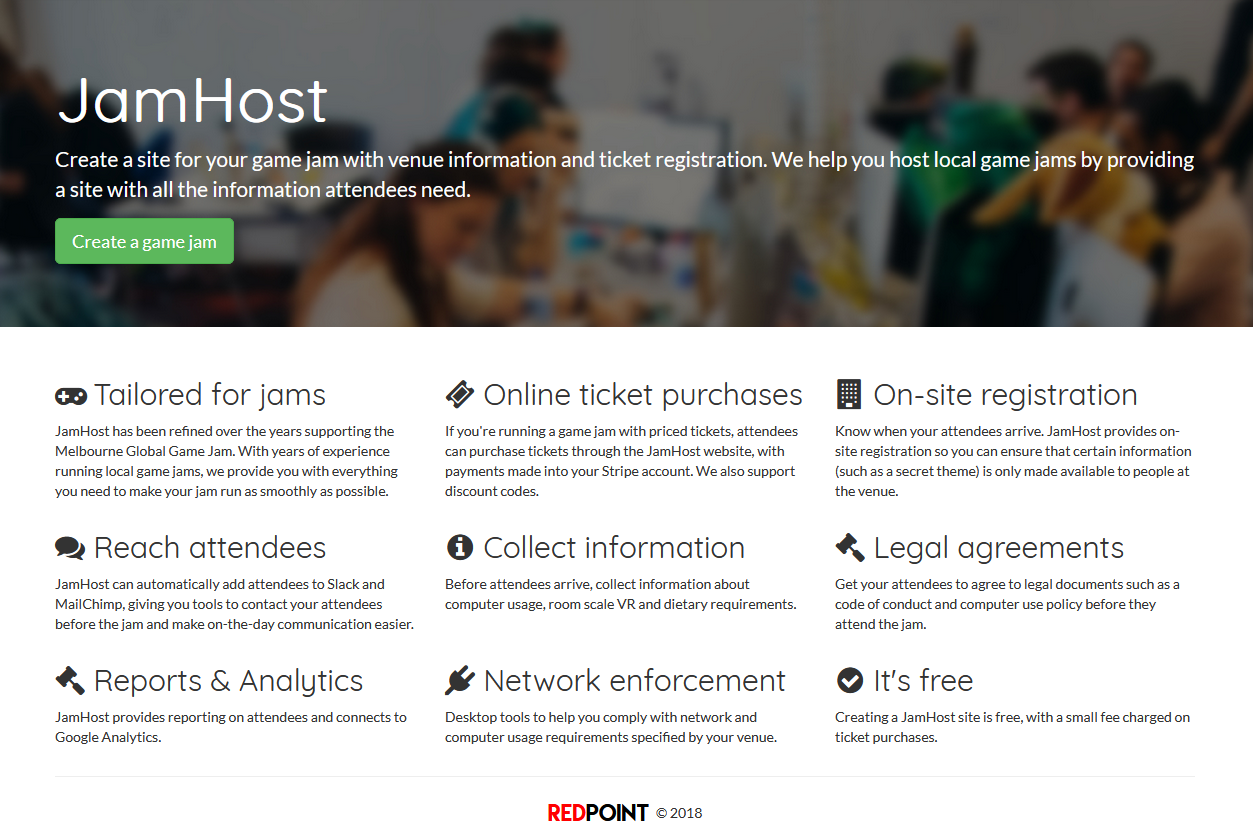 JamHost
Create a site for your game jam with venue information and ticket registration. We help you host local game jams by providing
a site with all the information attendees need.
Create a game jam
Tailored for jams
JamHost has been refined over the years supporting the
Melbourne Global Game Jam. With years of experience
running local game jams, we provide you with everything
you need to make your jam run as smoothly as possible.
Online ticket purchases
If you're running a game jam with priced tickets, attendees
can purchase tickets through the JamHost website, with
payments made into your Stripe account. We also support
discount codes.
On-site registration
Know when your attendees arrive. JamHost provides on-
site registration so you can ensure that certain information
(such as a secret theme) is only made available to people at
the venue.
Reach attendees
JamHost can automatically add attendees to Slack and
MailChimp, giving you tools to contact your attendees
before the jam and make on-the-day communication easier.
Collect information
Before attendees arrive, collect information about
computer usage, room scale VR and dietary requirements.
Legal agreements
Get your attendees to agree to legal documents such as a
code of conduct and computer use policy before they
attend the jam.
Reports & Analytics
JamHost provides reporting on attendees and connects to
Google Analytics.
Network enforcement
Desktop tools to help you comply with network and
computer usage requirements specified by your venue.
It's free
Creating a JamHost site is free, with a small fee charged on
ticket purchases.
REDPOINT © 2018